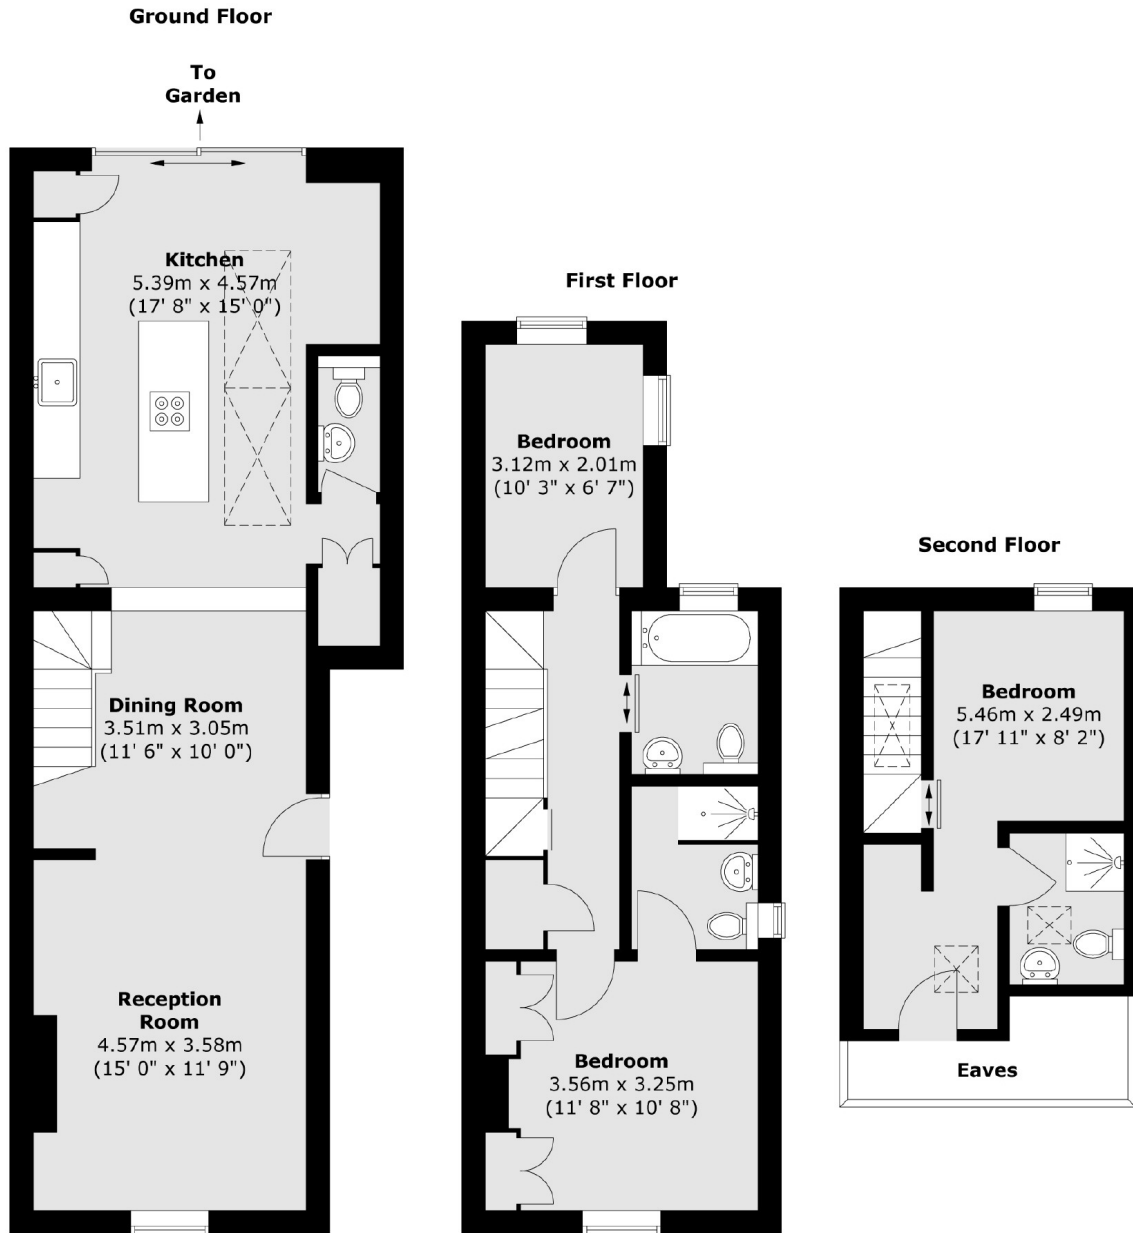 Ground Floor
To
Garden
Kitchen
5.39m x 4.57m
(17' 8" x 15' 0")
Dining Room
3.51m x 3.05m
(11' 6" x 10' 0")
Reception
Room
4.57m x 3.58m
(15' 0" x 11' 9")
First Floor
Bedroom
3.12m x 2.01m
(10' 3" x 6' 7")
Bedroom
3.56m x 3.25m
(11' 8" x 10' 8")
Second Floor
Bedroom
5.46m x 2.49m
(17' 11" x 8' 2")
Eaves